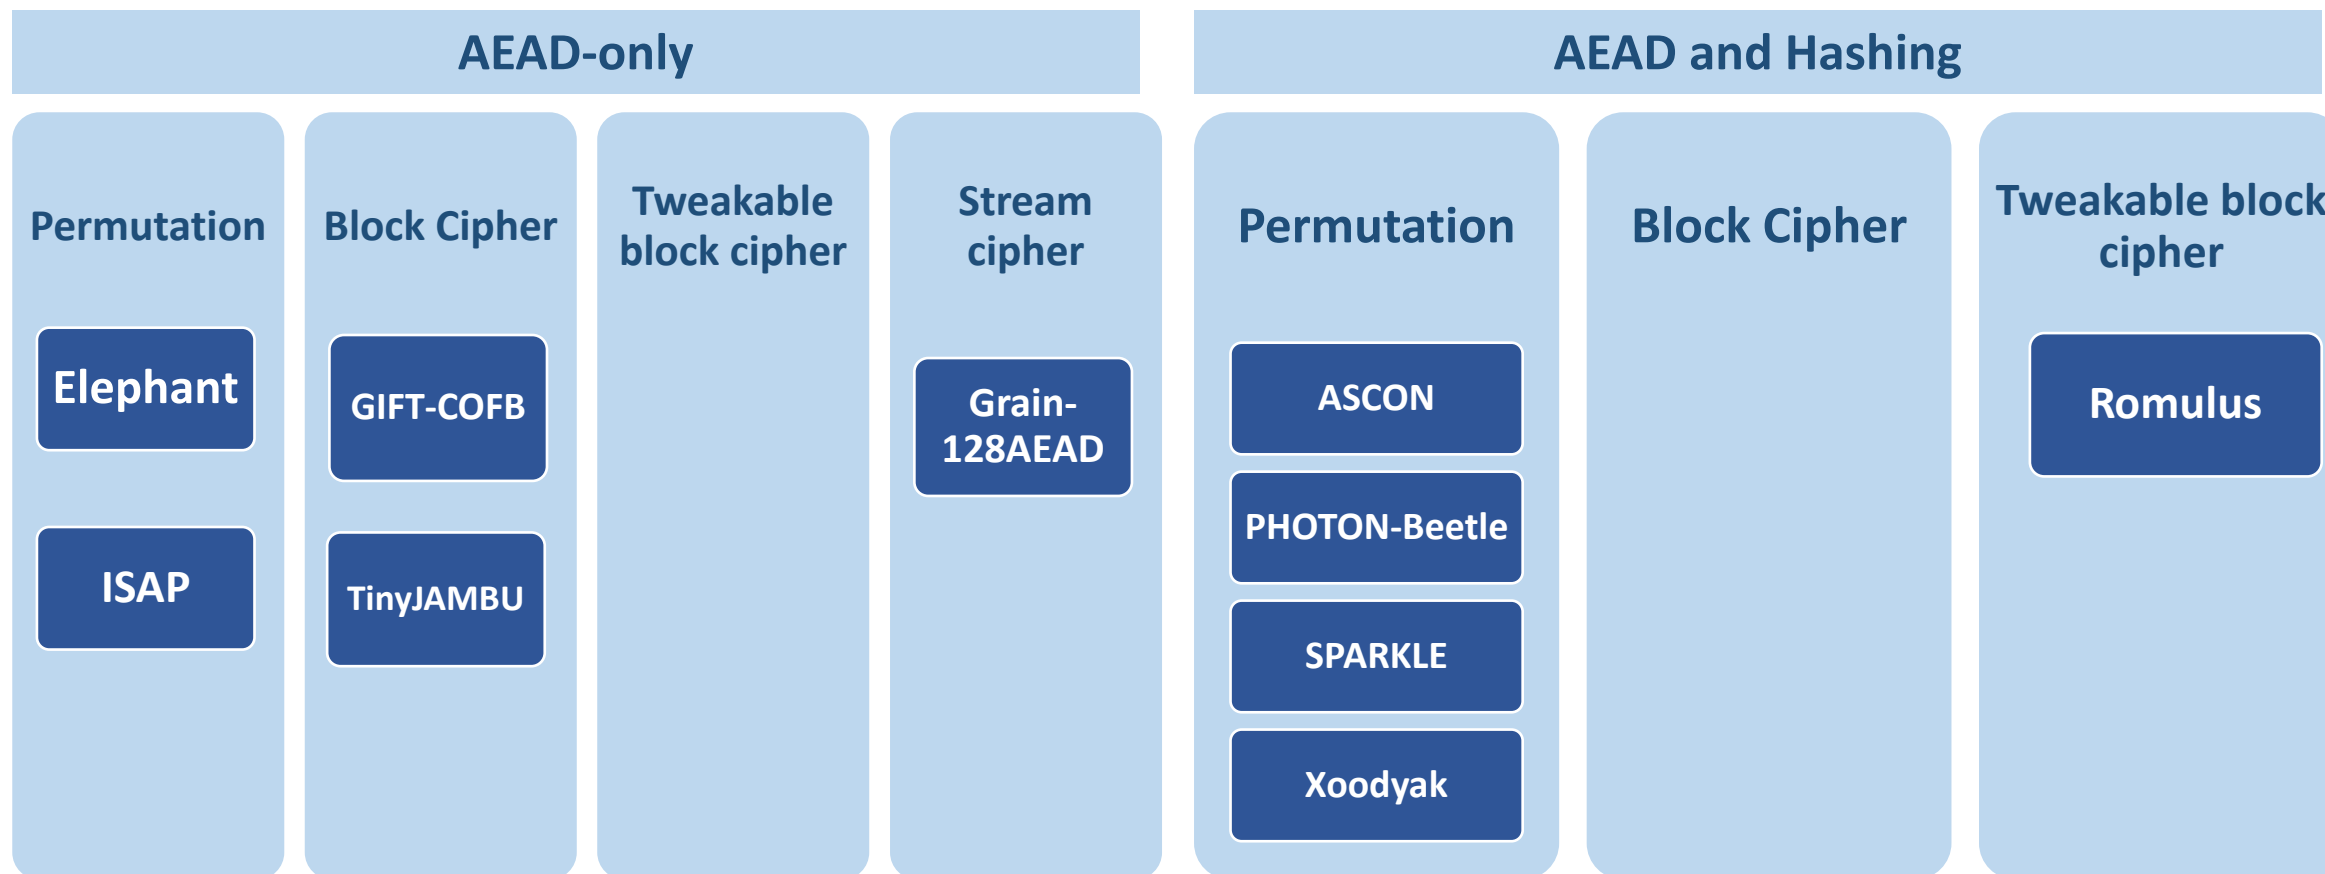 AEAD-only
AEAD and Hashing
Permutation
Elephant
ISAP
Block Cipher
GIFT-COFB
TinyJAMBU
Tweakable
block cipher
Stream
cipher
Grain-
128AEAD
Permutation
ASCON
PHOTON-Beetle
SPARKLE
Xoodyak
Block Cipher
Tweakable block
cipher
Romulus